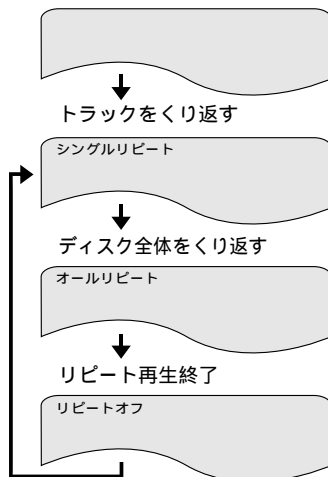 トラックをくり返す
シングルリピート
ディスク全体をくり返す
オールリピート
リピート再生終了
リピートオフ